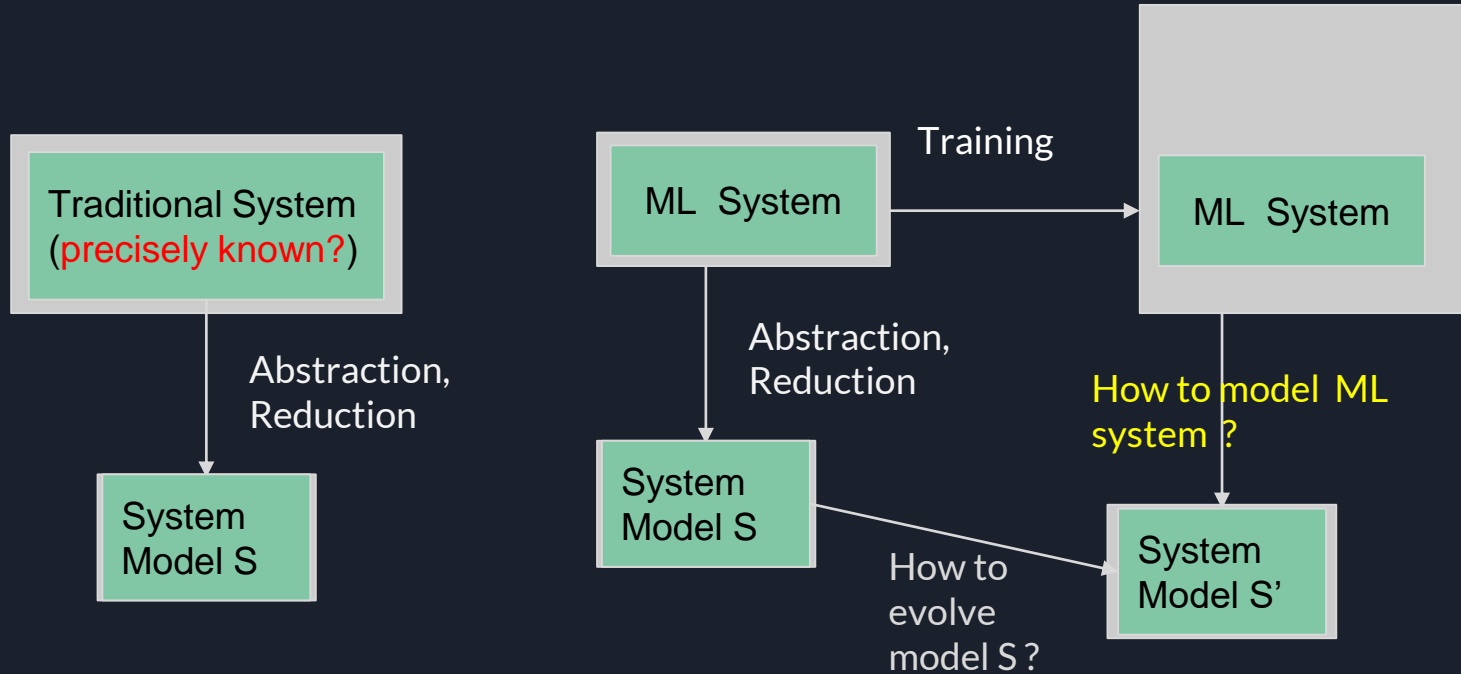 Traditional System
(precisely known?)
Abstraction,
Reduction
System
Model S
ML System
Training
ML System
Abstraction,
Reduction
How to model ML
system ?
System
Model S
How to
evolve
model S ?
System
Model S’